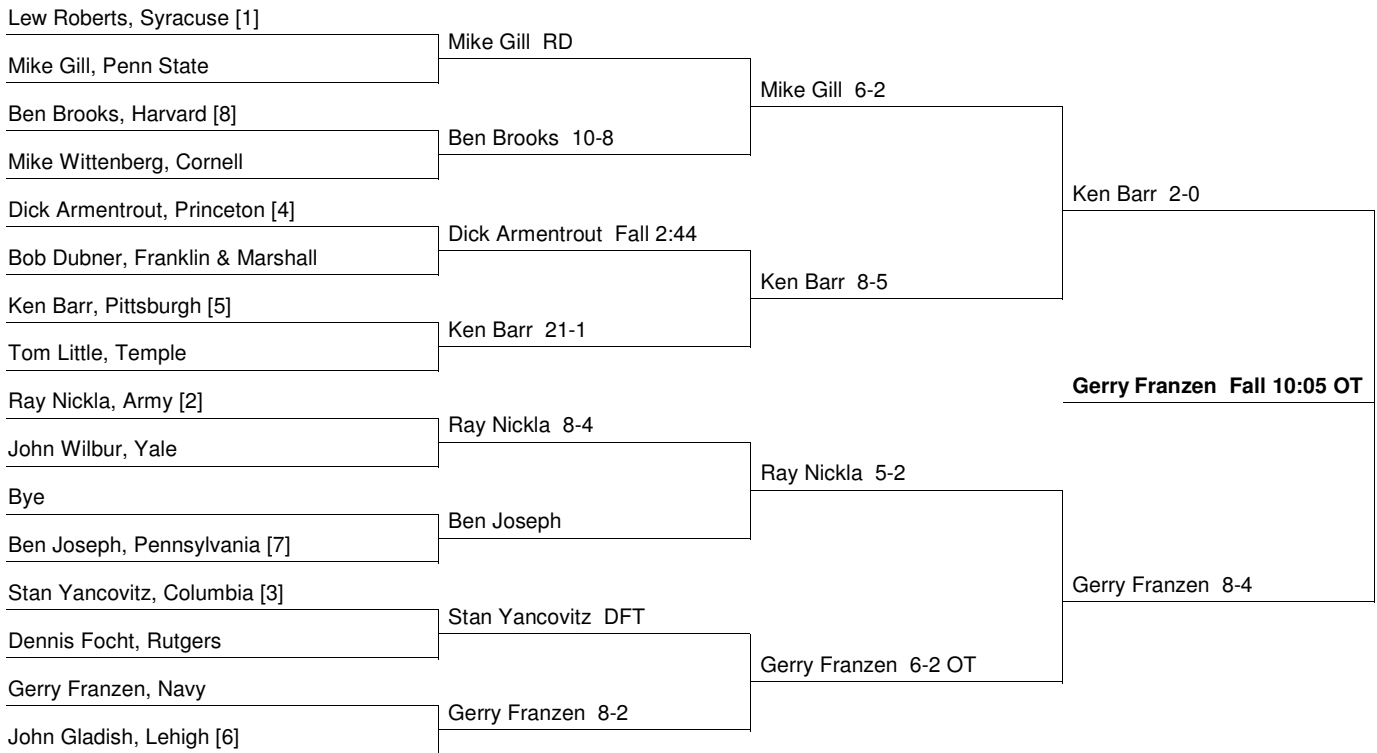 Lew Roberts, Syracuse [1]
Mike Gill, Penn State
Ben Brooks, Harvard [8]
Mike Wittenberg, Cornell
Dick Armentrout, Princeton [4]
Bob Dubner, Franklin & Marshall
Ken Barr, Pittsburgh [5]
Tom Little, Temple
Ray Nickla, Army [2]
John Wilbur, Yale
Bye
Ben Joseph, Pennsylvania [7]
Stan Yancovitz, Columbia [3]
Dennis Focht, Rutgers
Gerry Franzen, Navy
John Gladish, Lehigh [6]
Mike Gill RD
Ben Brooks 10-8
Dick Armentrout Fall 2:44
Ken Barr 21-1
Ray Nickla 8-4
Ben Joseph
Stan Yancovitz DFT
Gerry Franzen 8-2
Mike Gill 6-2
Ken Barr 8-5
Ray Nickla 5-2
Gerry Franzen 6-2 OT
Ken Barr 2-0
Gerry Franzen 8-4
Gerry Franzen Fall 10:05 OT